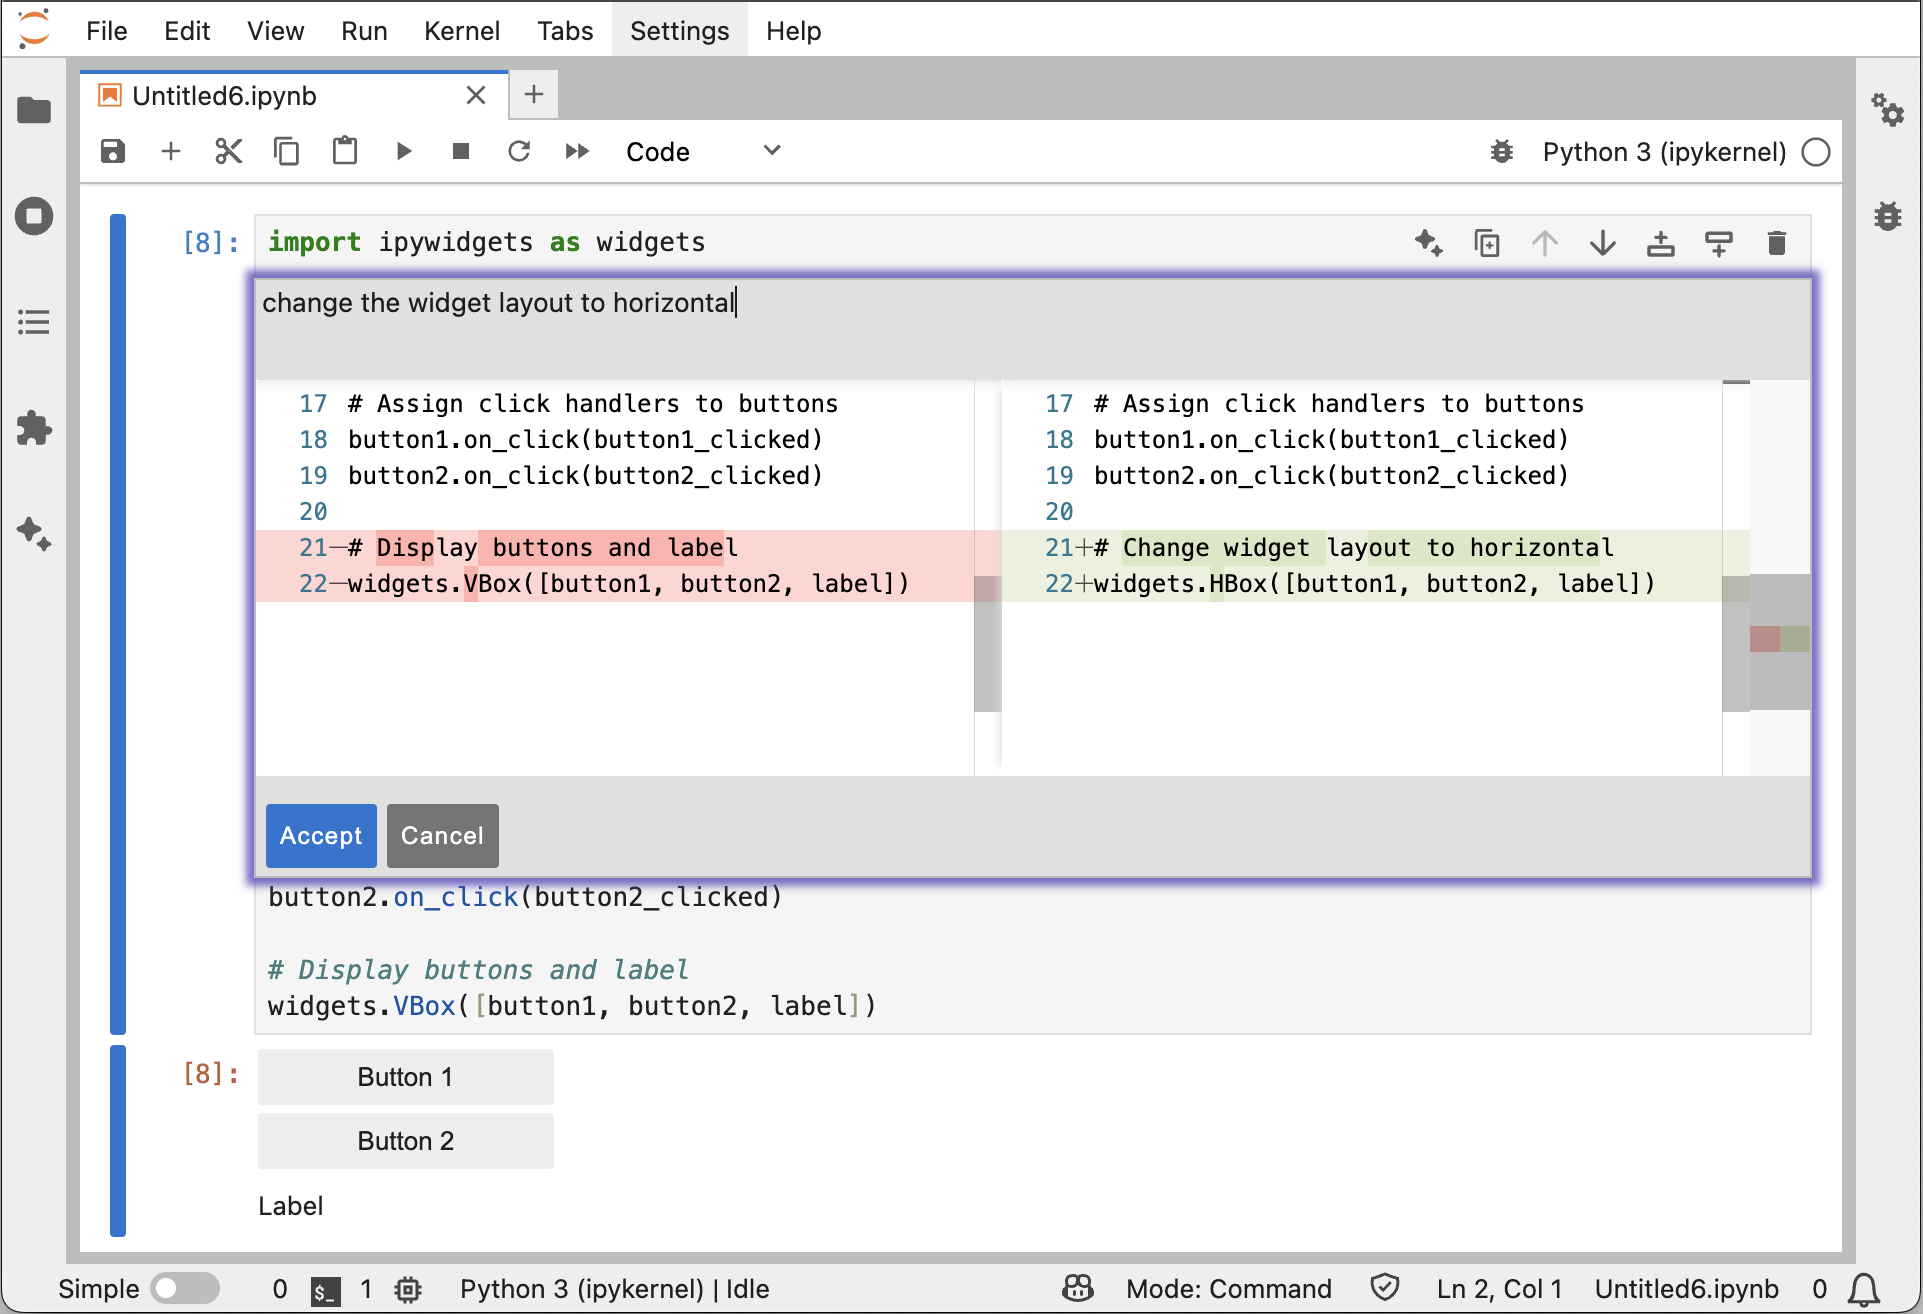 File Edit View Run Kernel Tabs Settings Help
Untitled6.ipynb
Code
Python 3 (ipykernel)
[8]: import ipywidgets as widgets
change the widget layout to horizontal
17 # Assign click handlers to buttons
18 button1.on_click(button1_clicked)
19 button2.on_click(button2_clicked)
20
21—# Display buttons and label
22—widgets.VBox([button1, button2, label])
17 # Assign click handlers to buttons
18 button1.on_click(button1_clicked)
19 button2.on_click(button2_clicked)
20
21+# Change widget layout to horizontal
22+widgets.HBox([button1, button2, label])
Accept Cancel
button2.on_click(button2_clicked)
# Display buttons and label
widgets.VBox([button1, button2, label])
[8]: Button 1
Button 2
Label
Simple 0 $_ 1 Python 3 (ipykernel) | Idle Mode: Command Ln 2, Col 1 Untitled6.ipynb 0